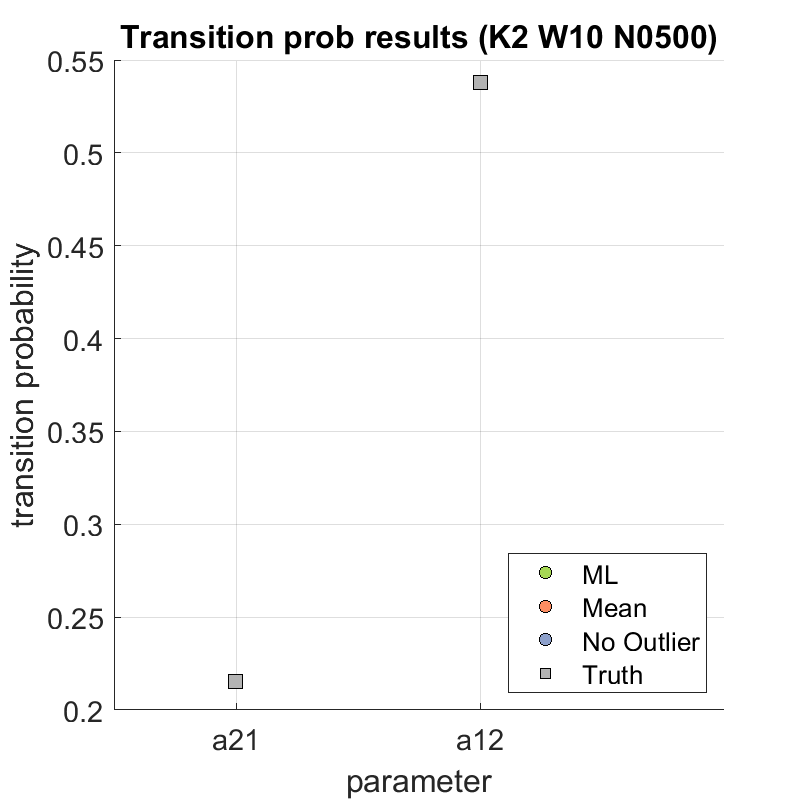 Transition prob results (K2 W10 N0500)
0.55
0.5
0.45
0.4
0.35
0.3
0.25
0.2
transition probability
a21
a12
parameter
ML
Mean
No Outlier
Truth